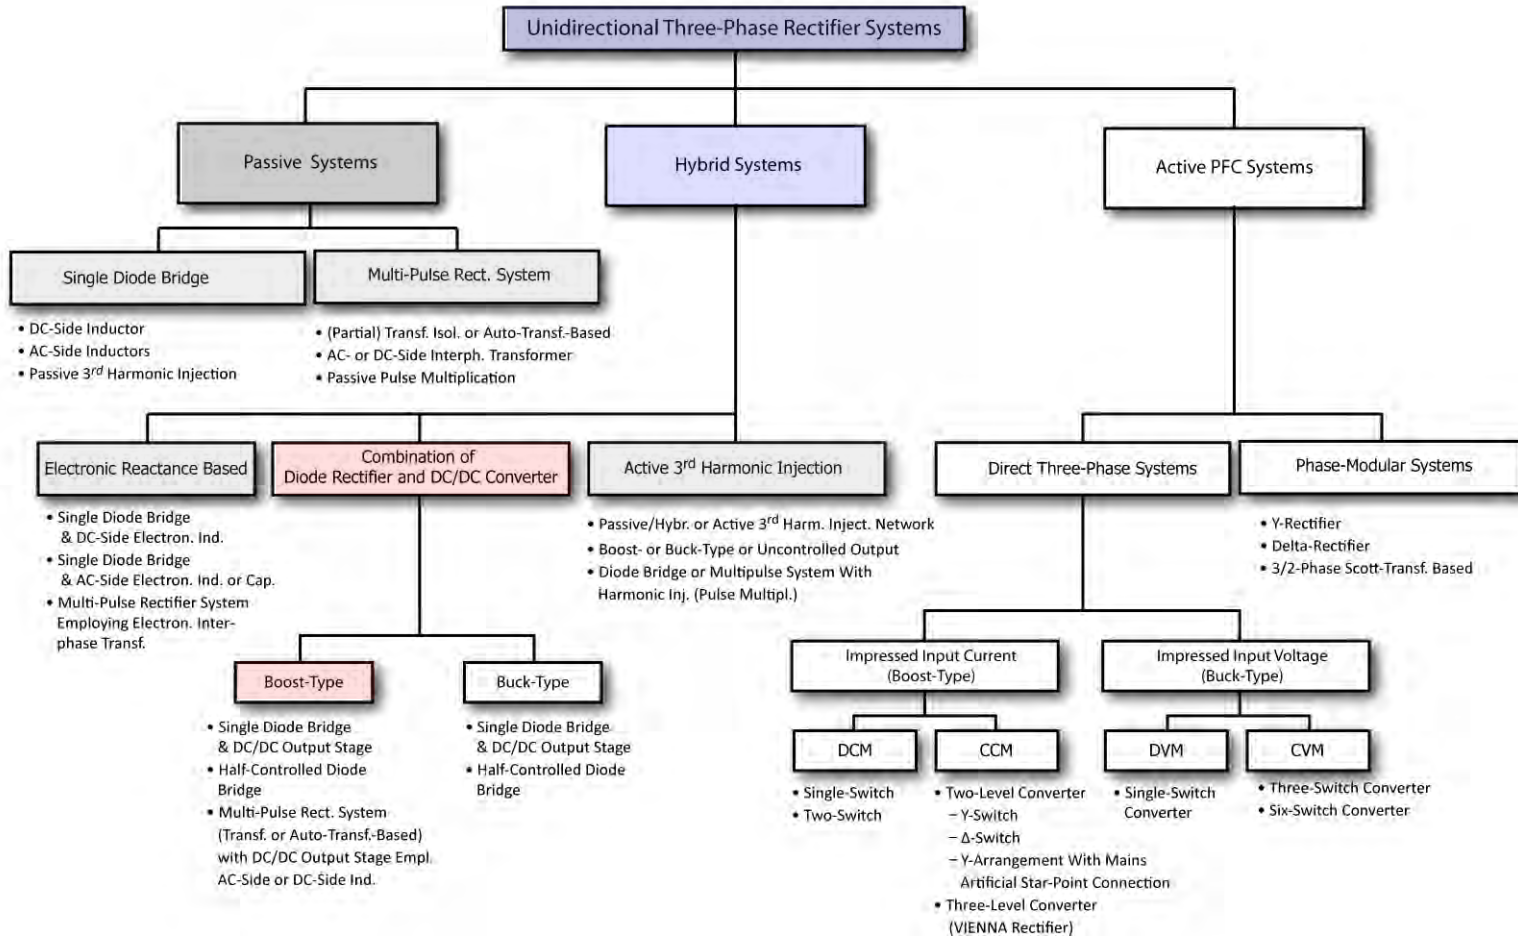 Unidirectional Three-Phase Rectifier Systems
Passive Systems
Hybrid Systems
Active PFC Systems
Single Diode Bridge
Multi-Pulse Rect. System
• DC-Side Inductor
• AC-Side Inductors
• Passive 3rd Harmonic Injection
• (Partial) Transf. Isol. or Auto-Transf.-Based
• AC- or DC-Side Interph. Transformer
• Passive Pulse Multiplication
Electronic Reactance Based
Combination of
Diode Rectifier and DC/DC Converter
Active 3rd Harmonic Injection
Direct Three-Phase Systems
Phase-Modular Systems
• Single Diode Bridge
& DC-Side Electron. Ind.
• Single Diode Bridge
& AC-Side Electron. Ind. or Cap.
• Multi-Pulse Rectifier System
Employing Electron. Inter-
phase Transf.
• Passive/Hybr. or Active 3rd Harm. Inject. Network
• Boost- or Buck-Type or Uncontrolled Output
• Diode Bridge or Multipulse System With
Harmonic Inj. (Pulse Multipl.)
• Y-Rectifier
• Delta-Rectifier
• 3/2-Phase Scott-Transf. Based
Boost-Type
Buck-Type
• Single Diode Bridge
& DC/DC Output Stage
• Half-Controlled Diode
Bridge
• Multi-Pulse Rect. System
(Transf. or Auto-Transf.-Based)
with DC/DC Output Stage Empl.
AC-Side or DC-Side Ind.
• Single Diode Bridge
& DC/DC Output Stage
• Half-Controlled Diode
Bridge
Impressed Input Current
(Boost-Type)
Impressed Input Voltage
(Buck-Type)
DCM
CCM
DVM
CVM
• Single-Switch
• Two-Switch
• Two-Level Converter
– Y-Switch
– Δ-Switch
– Y-Arrangement With Mains
Artificial Star-Point Connection
• Three-Level Converter
(VIENNA Rectifier)
• Single-Switch
Converter
• Three-Switch Converter
• Six-Switch Converter